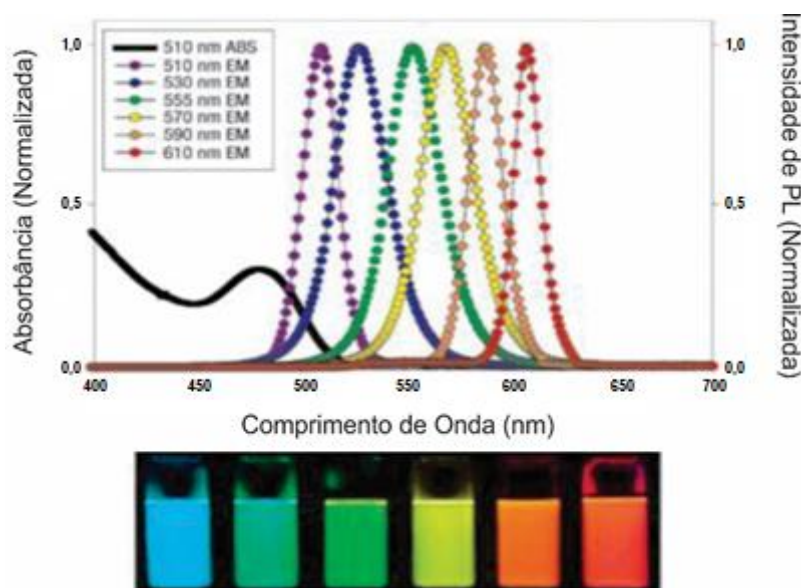 510 nm ABS
510 nm EM
530 nm EM
555 nm EM
570 nm EM
590 nm EM
610 nm EM
Absorbância (Normalizada)
1,0
0,5
0,0
1,0
0,5
0,0
Intensidade de PL (Normalizada)
400
450
500
550
600
650
700
Comprimento de Onda (nm)